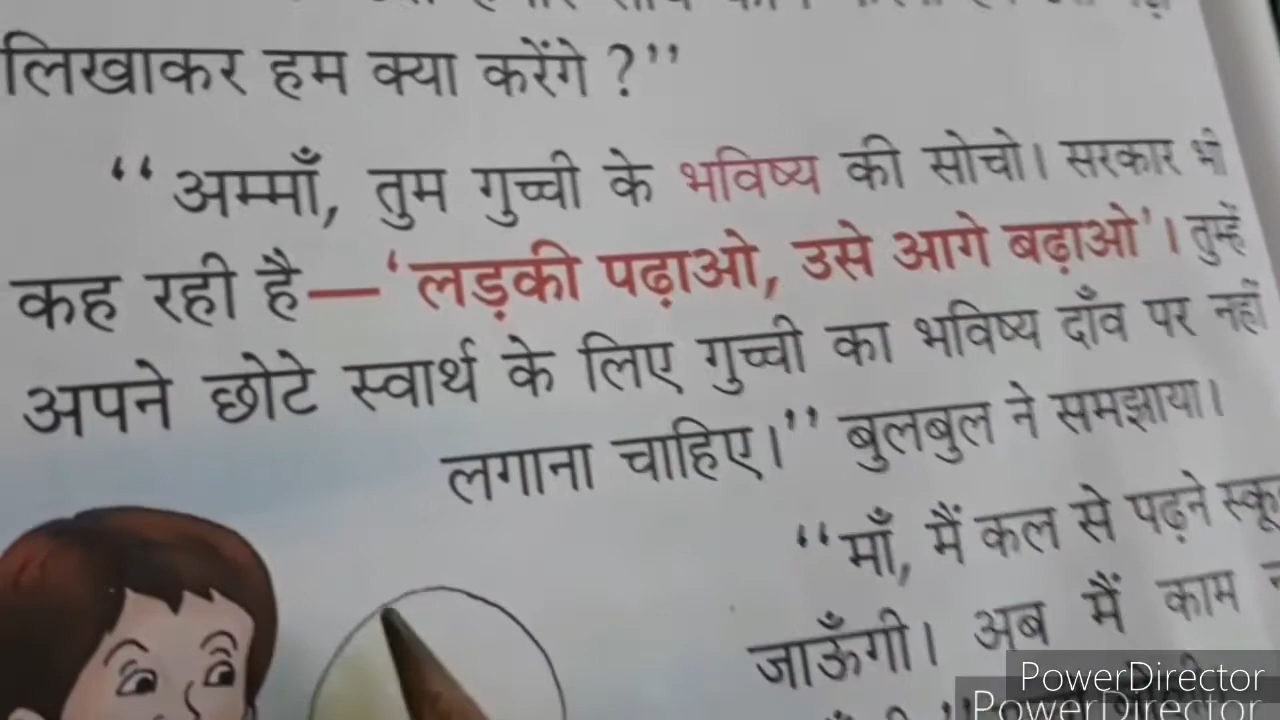 लिखाकर हम क्या करेंगे ?”
“अम्माँ, तुम गुच्ची के भविष्य की सोचो। सरकार भी
कह रही है—‘लड़की पढ़ाओ, उसे आगे बढ़ाओ’। तुम्हें
अपने छोटे स्वार्थ के लिए गुच्ची का भविष्य दाँव पर नहीं
लगाना चाहिए।” बुलबुल ने समझाया।
“माँ, मैं कल से पढ़ने स्कू
जाऊँगी। अब मैं काम
PowerDirector
PowerDirector